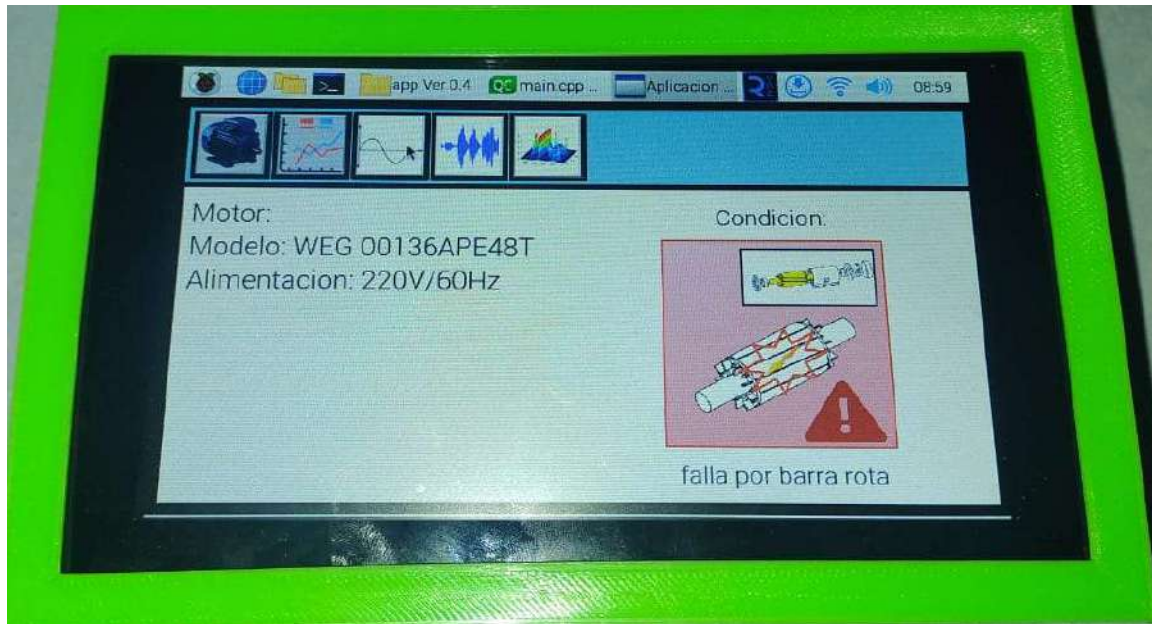 app Ver.0.4 QC main.cpp ... Aplicacion ... 08:59
Motor:
Modelo: WEG 00136APE48T
Alimentacion: 220V/60Hz
Condicion:
falla por barra rota